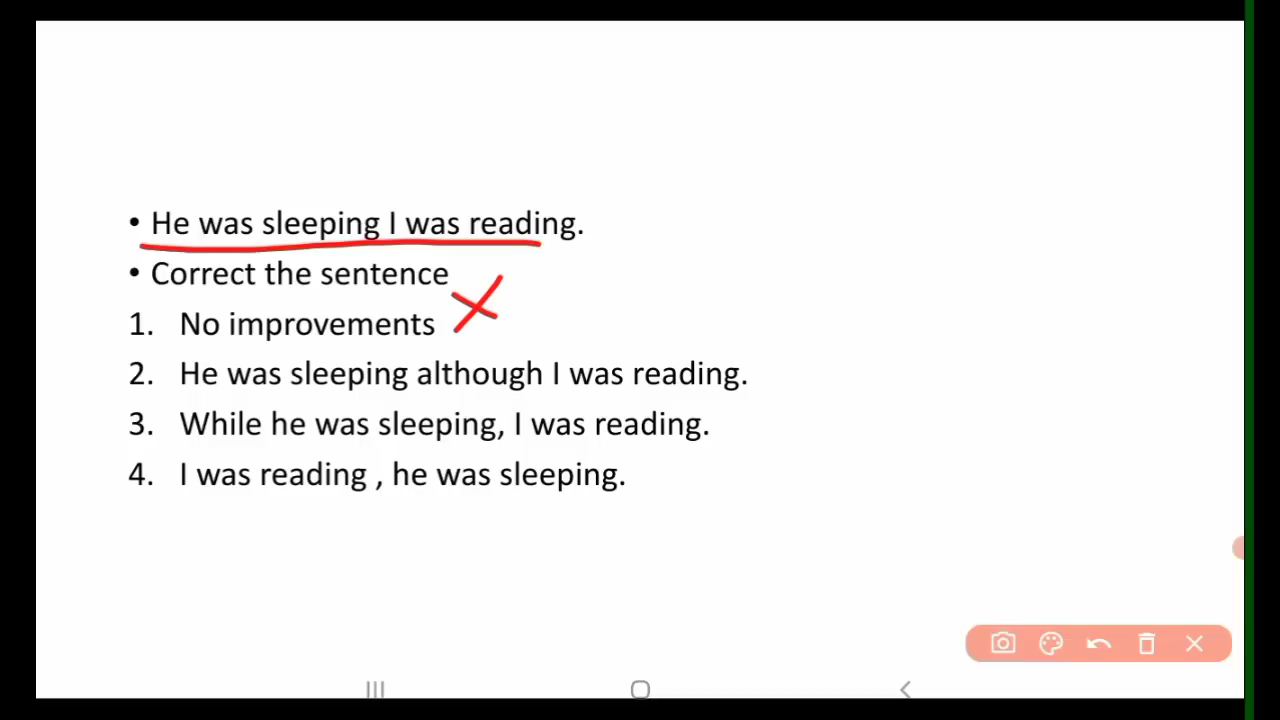 • He was sleeping I was reading.
• Correct the sentence
1. No improvements
2. He was sleeping although I was reading.
3. While he was sleeping, I was reading.
4. I was reading , he was sleeping.